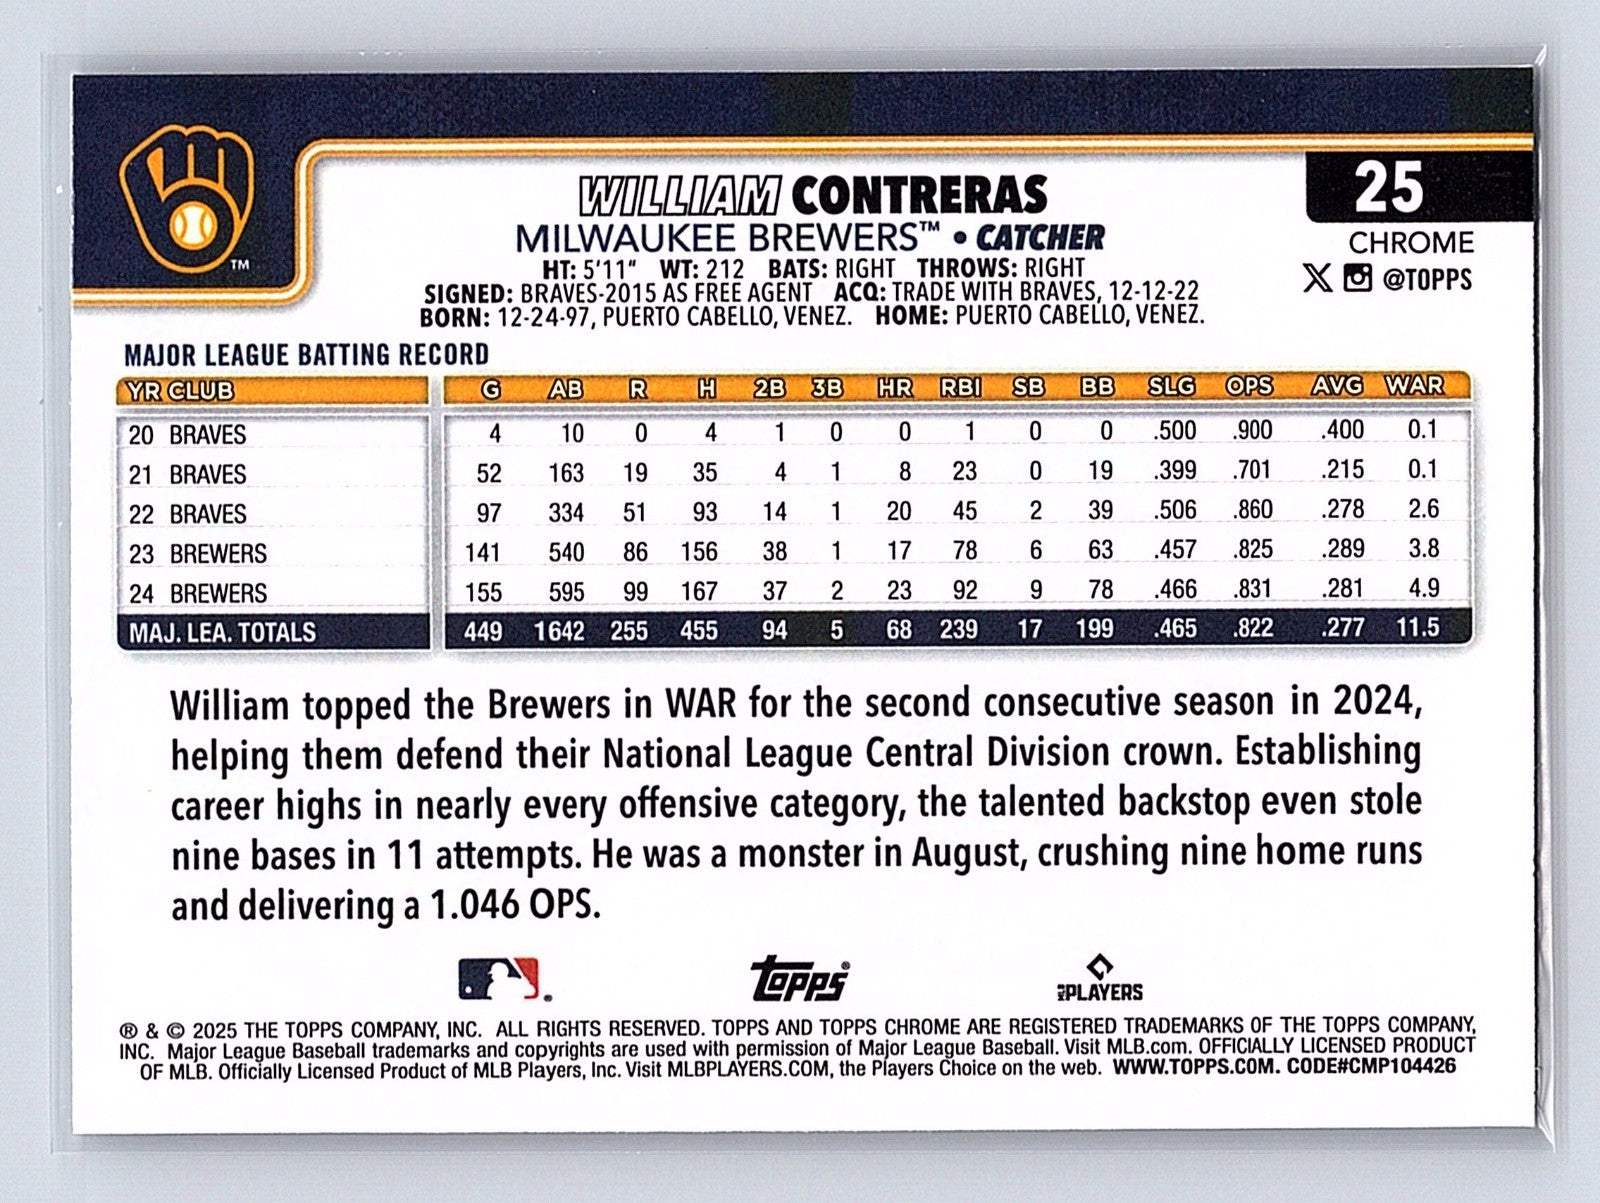 25
WILLIAM CONTRERAS
MILWAUKEE BREWERS™ • CATCHER
CHROME
HT: 5'11" WT: 212 BATS: RIGHT THROWS: RIGHT
@TOPPS
SIGNED: BRAVES-2015 AS FREE AGENT ACQ: TRADE WITH BRAVES, 12-12-22
BORN: 12-24-97, PUERTO CABELLO, VENEZ. HOME: PUERTO CABELLO, VENEZ.
TM
MAJOR LEAGUE BATTING RECORD
YR CLUB G AB R H 2B 3B HR RBI SB BB SLG OPS AVG WAR
20 BRAVES 4 10 0 4 1 0 0 1 0 0 .500 .900 .400 0.1
21 BRAVES 52 163 19 35 4 1 8 23 0 19 .399 .701 .215 0.1
22 BRAVES 97 334 51 93 14 1 20 45 2 39 .506 .860 .278 2.6
23 BREWERS 141 540 86 156 38 1 17 78 6 63 .457 .825 .289 3.8
24 BREWERS 155 595 99 167 37 2 23 92 9 78 .466 .831 .281 4.9
MAJ. LEA. TOTALS 449 1642 255 455 94 5 68 239 17 199 .465 .822 .277 11.5
William topped the Brewers in WAR for the second consecutive season in 2024,
helping them defend their National League Central Division crown. Establishing
career highs in nearly every offensive category, the talented backstop even stole
nine bases in 11 attempts. He was a monster in August, crushing nine home runs
and delivering a 1.046 OPS.
Topps®
MLB PLAYERS
® & © 2025 THE TOPPS COMPANY, INC. ALL RIGHTS RESERVED. TOPPS AND TOPPS CHROME ARE REGISTERED TRADEMARKS OF THE TOPPS COMPANY,
INC. Major League Baseball trademarks and copyrights are used with permission of Major League Baseball. Visit MLB.com. OFFICIALLY LICENSED PRODUCT
OF MLB. Officially Licensed Product of MLB Players, Inc. Visit MLBPLAYERS.COM, the Players Choice on the web. WWW.TOPPS.COM. CODE#CMP104426